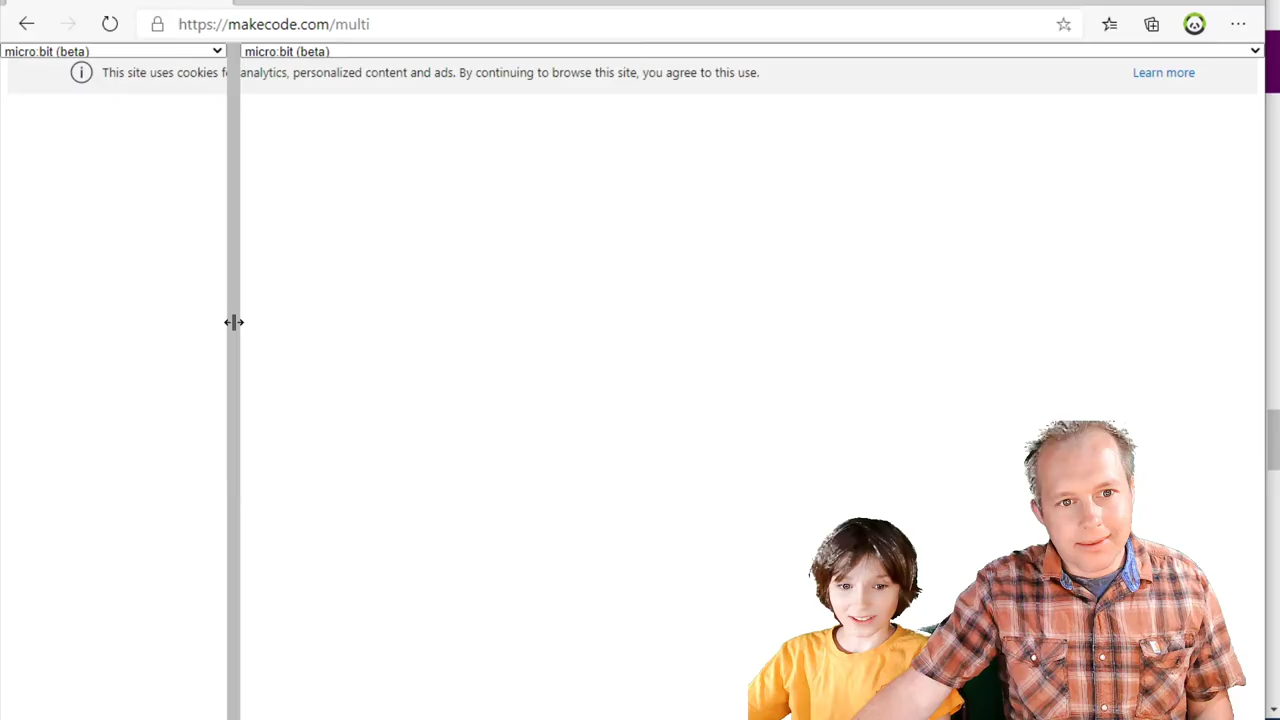 https://makecode.com/multi
micro:bit (beta)
micro:bit (beta)
This site uses cookies f analytics, personalized content and ads. By continuing to browse this site, you agree to this use.
Learn more